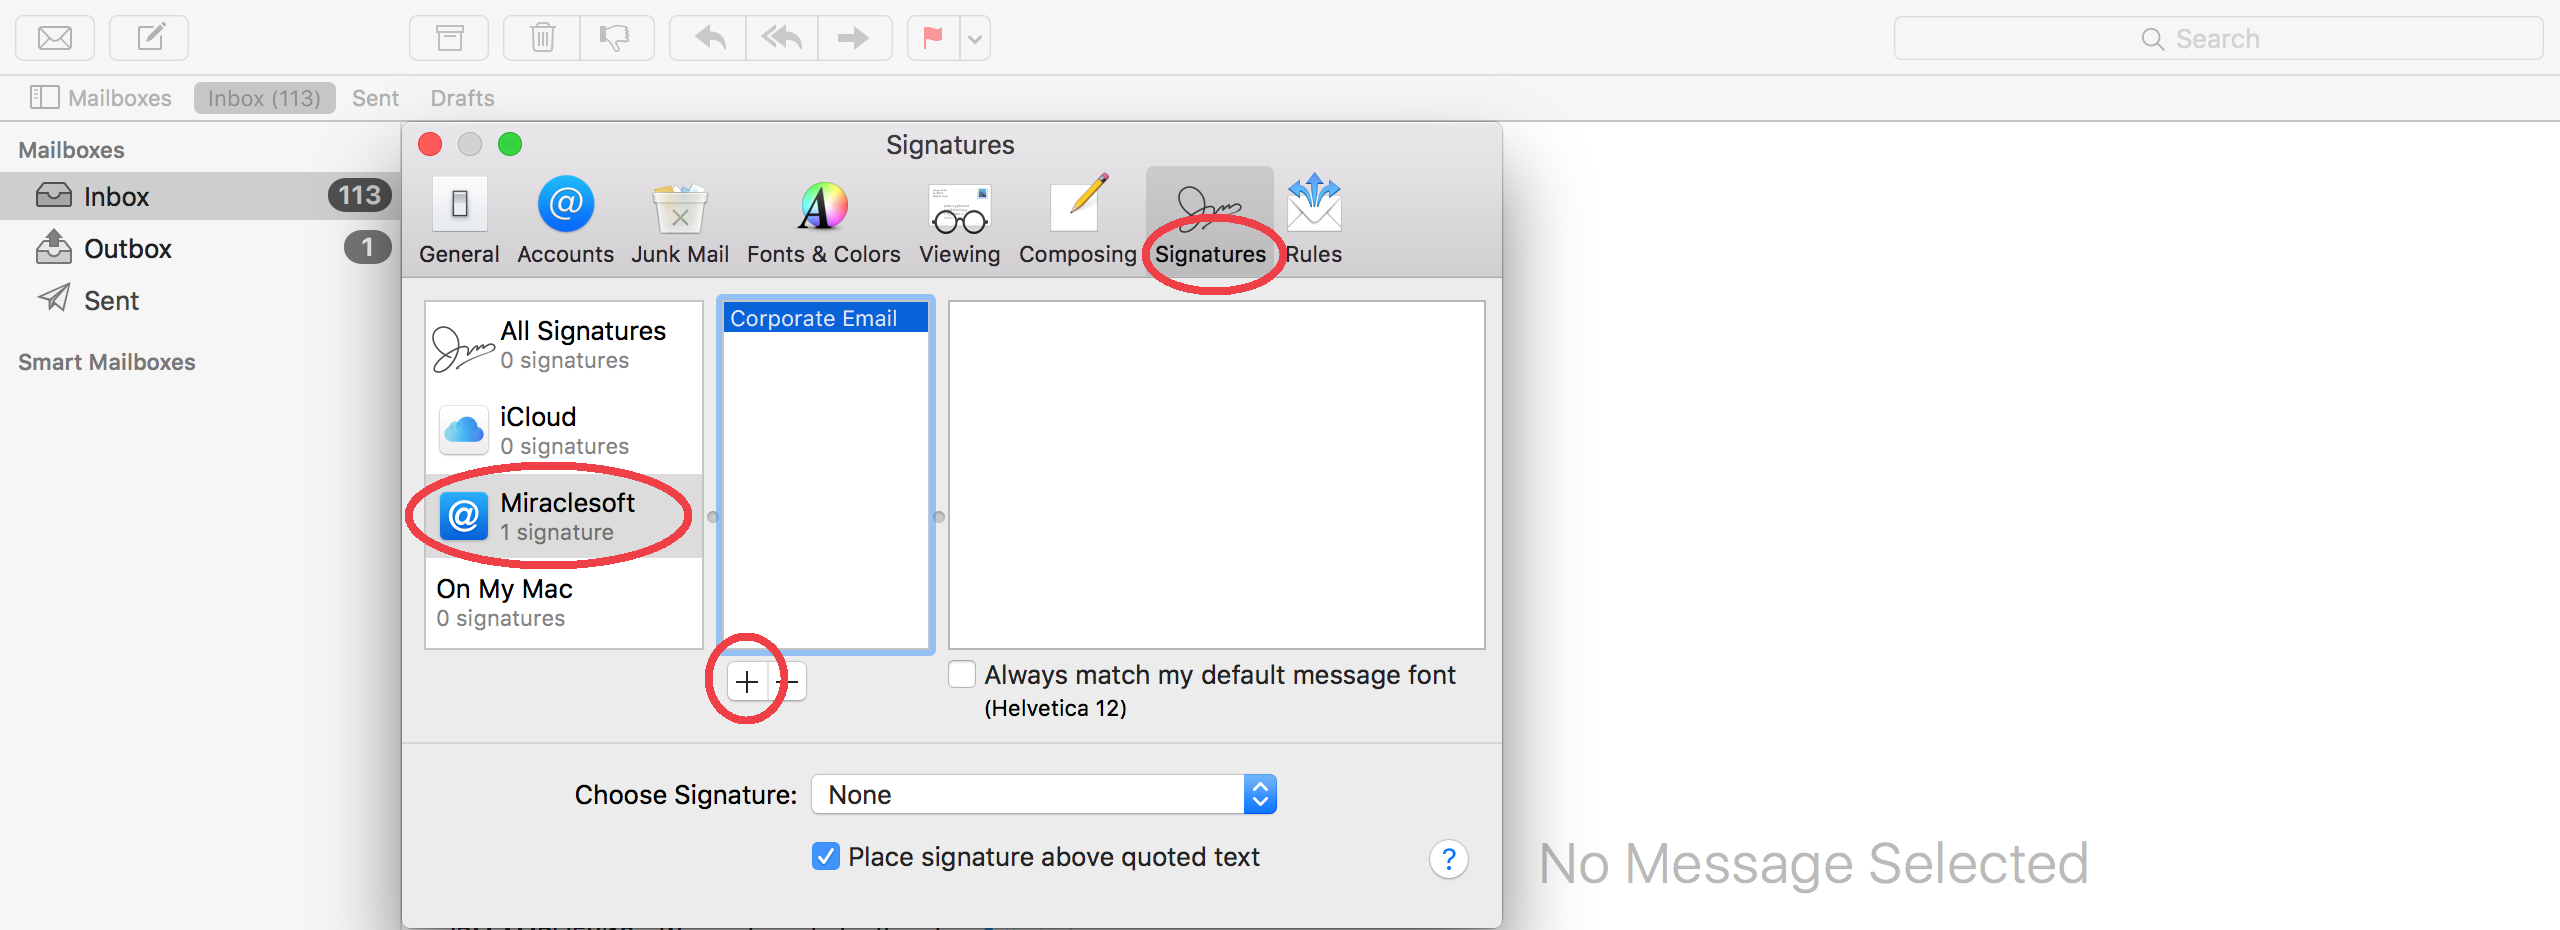 Search
Mailboxes Inbox (113) Sent Drafts
Mailboxes
Inbox 113
Outbox 1
Sent
Smart Mailboxes
Signatures
General Accounts Junk Mail Fonts & Colors Viewing Composing Signatures Rules
All Signatures
0 signatures
iCloud
0 signatures
Miraclesoft
1 signature
On My Mac
0 signatures
Corporate Email
Always match my default message font
(Helvetica 12)
Choose Signature: None
Place signature above quoted text
?
No Message Selected